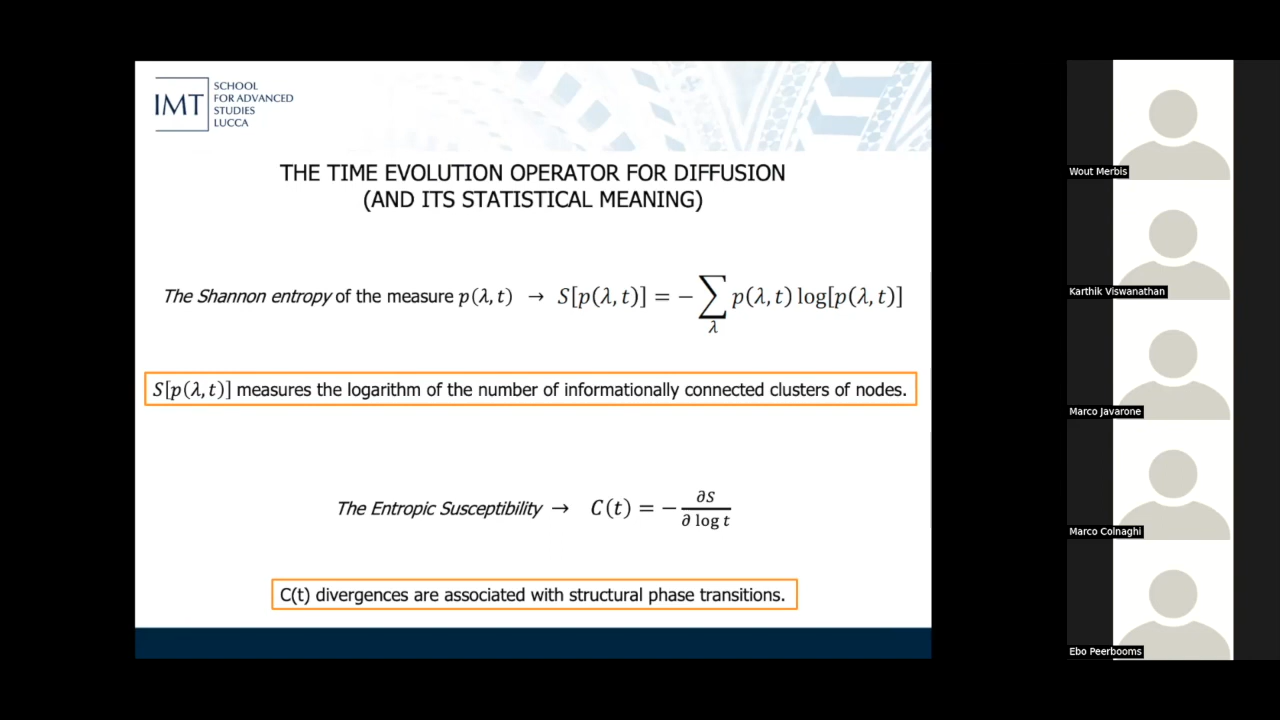 IMT
SCHOOL
FOR ADVANCED
STUDIES
LUCCA
THE TIME EVOLUTION OPERATOR FOR DIFFUSION
(AND ITS STATISTICAL MEANING)
The Shannon entropy of the measure p(λ, t) → S[p(λ, t)] = − ∑_λ p(λ, t) log[p(λ, t)]
S[p(λ, t)] measures the logarithm of the number of informationally connected clusters of nodes.
The Entropic Susceptibility → C(t) = − ∂S / ∂ log t
C(t) divergences are associated with structural phase transitions.
Wout Merbis
Karthik Viswanathan
Marco Javarone
Marco Colnaghi
Ebo Peerbooms